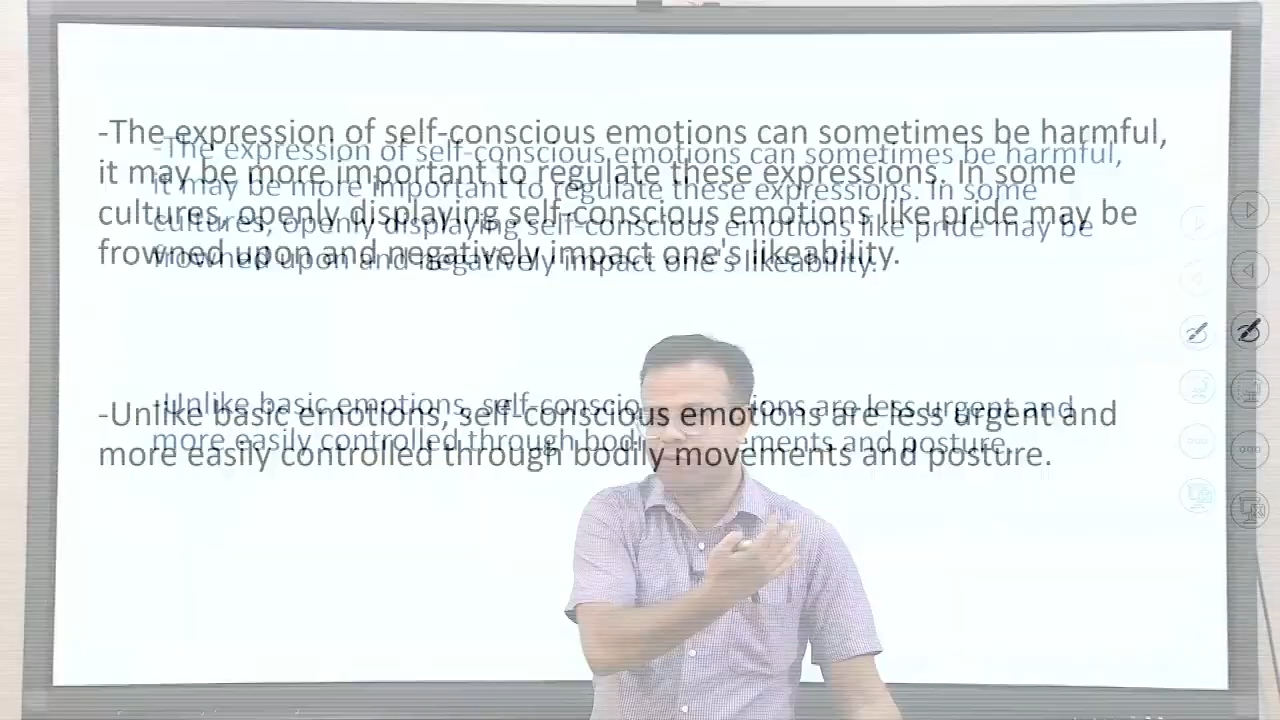 -The expression of self-conscious emotions can sometimes be harmful,
it may be more important to regulate these expressions. In some
cultures, openly displaying self-conscious emotions like pride may be
frowned upon and negatively impact one's likeability.
-Unlike basic emotions, self-conscious emotions are less urgent and
more easily controlled through bodily movements and posture.